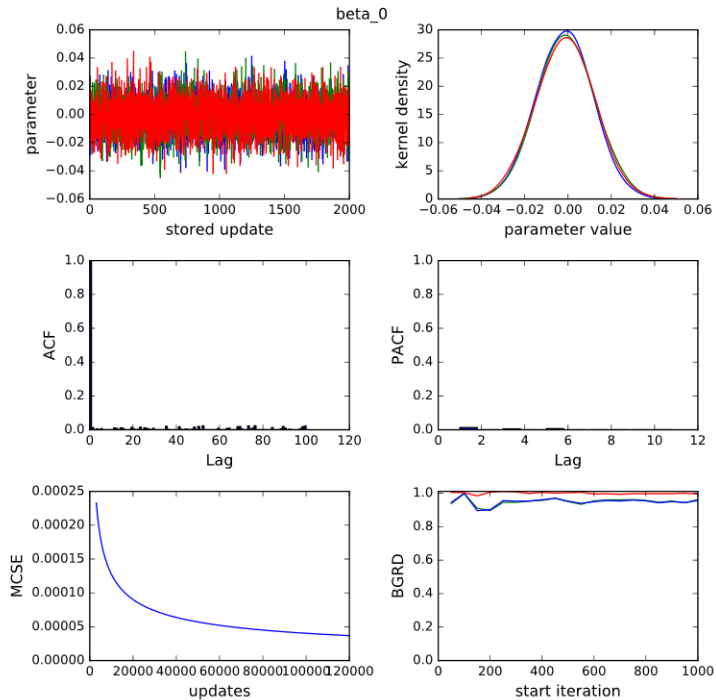 beta_0
0.06
0.04
0.02
0.00
−0.02
−0.04
−0.06
parameter
0 500 1000 1500 2000
stored update
30
25
20
15
10
5
0
kernel density
−0.06 −0.04 −0.02 0.00 0.02 0.04 0.06
parameter value
1.0
0.8
0.6
0.4
0.2
0.0
ACF
0 20 40 60 80 100 120
Lag
1.0
0.8
0.6
0.4
0.2
0.0
PACF
0 2 4 6 8 10 12
Lag
0.00025
0.00020
0.00015
0.00010
0.00005
0.00000
MCSE
0 20000 40000 60000 80000 100000 120000
updates
1.0
0.8
0.6
0.4
0.2
0.0
BGRD
0 200 400 600 800 1000
start iteration